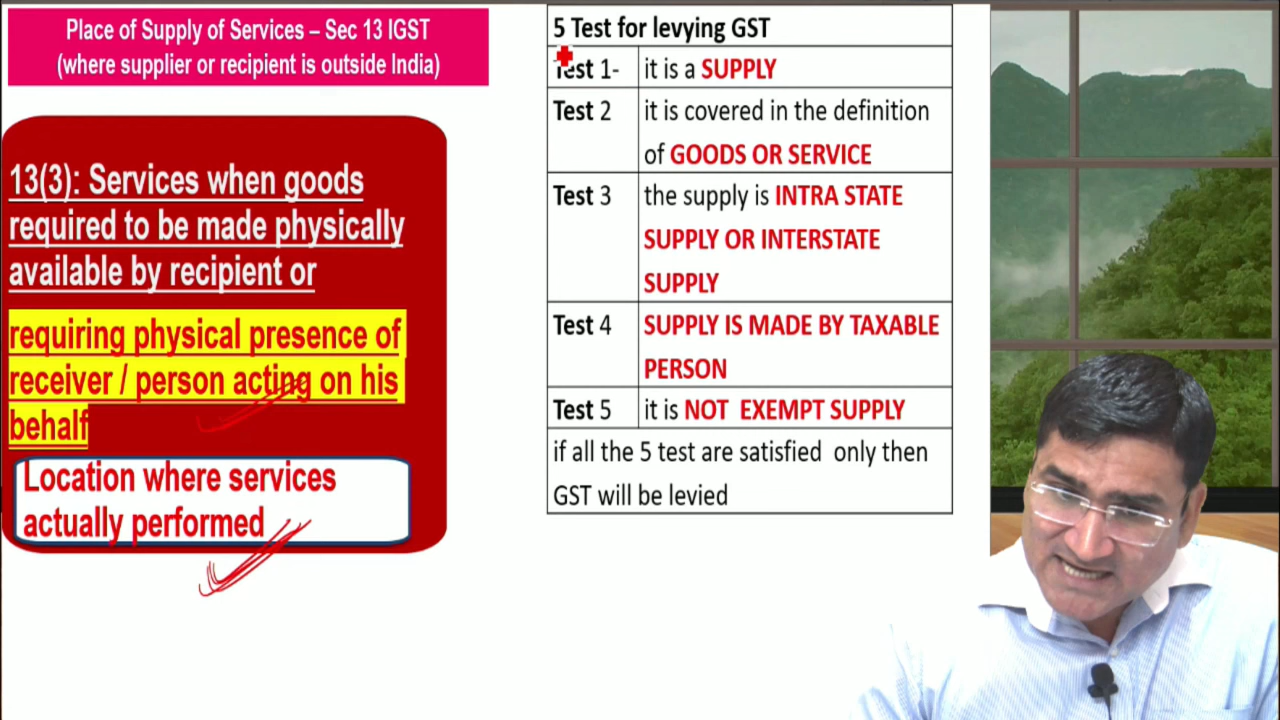 Place of Supply of Services – Sec 13 IGST
(where supplier or recipient is outside India)
13(3): Services when goods
required to be made physically
available by recipient or
requiring physical presence of
receiver / person acting on his
behalf
Location where services
actually performed
5 Test for levying GST
Test 1- it is a SUPPLY
Test 2 it is covered in the definition
of GOODS OR SERVICE
Test 3 the supply is INTRA STATE
SUPPLY OR INTERSTATE
SUPPLY
Test 4 SUPPLY IS MADE BY TAXABLE
PERSON
Test 5 it is NOT EXEMPT SUPPLY
if all the 5 test are satisfied only then
GST will be levied